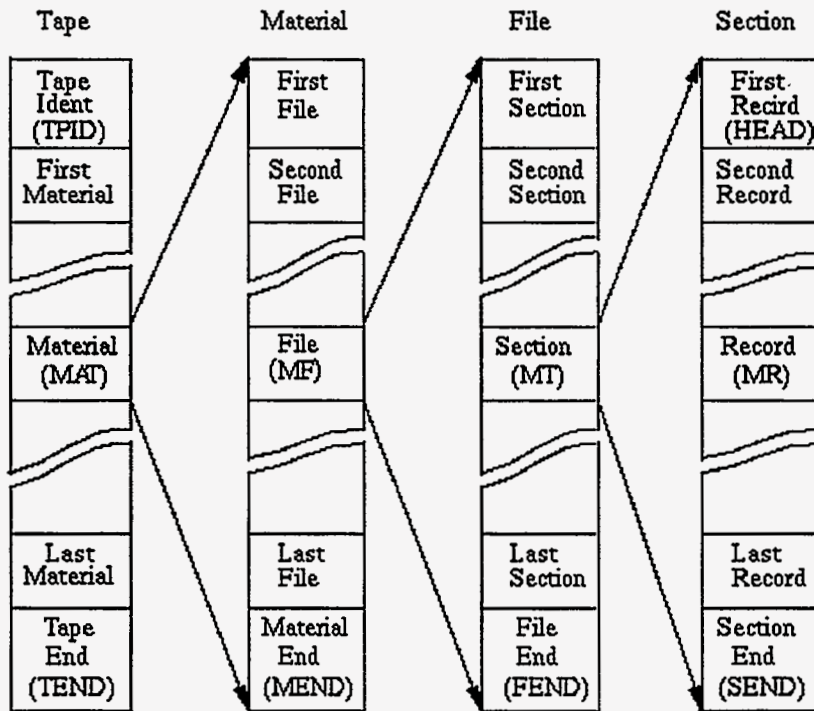 Tape
Material
File
Section
Tape
Ident
(TPID)
First
Material
Material
(MAT)
Last
Material
Tape
End
(TEND)
First
File
Second
File
File
(MF)
Last
File
Material
End
(MEND)
First
Section
Second
Section
Section
(MT)
Last
Section
File
End
(FEND)
First
Recird
(HEAD)
Second
Record
Record
(MR)
Last
Record
Section
End
(SEND)